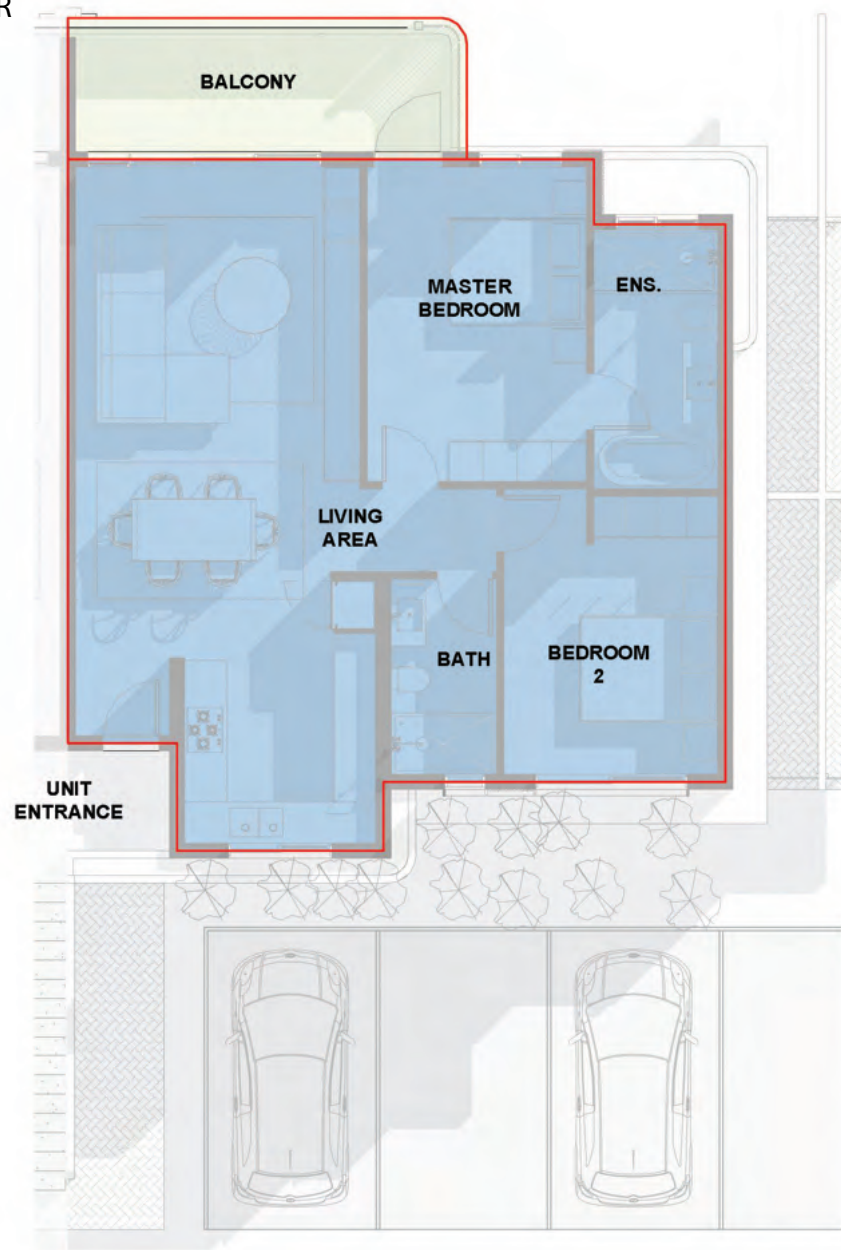 R
BALCONY
MASTER
BEDROOM
ENS.
LIVING
AREA
BATH
BEDROOM
2
UNIT
ENTRANCE